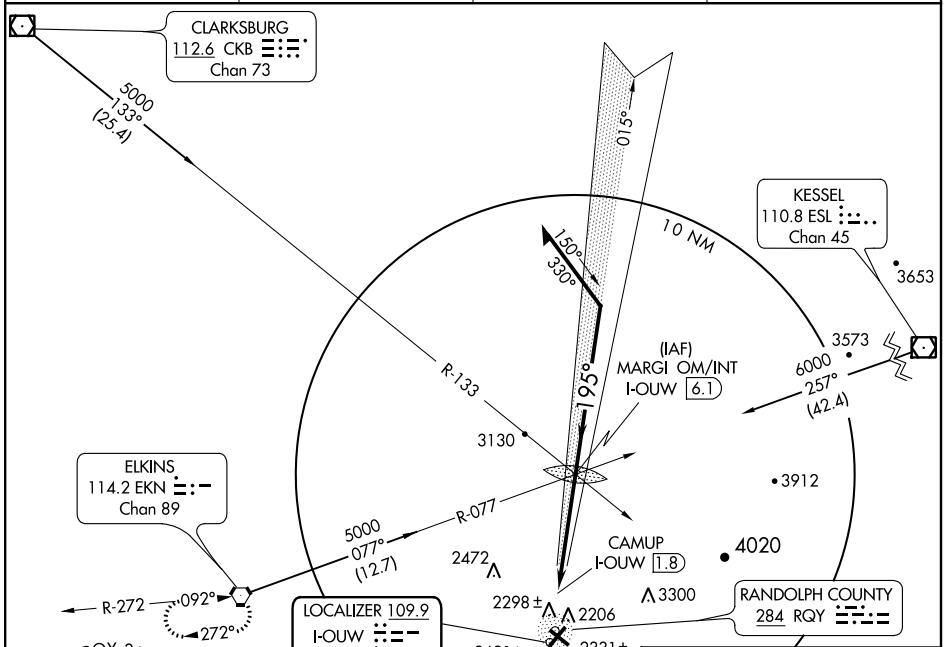 CLARKSBURG
112.6 CKB
Chan 73
5000
133°
(25.4)
015°
KESSEL
110.8 ESL
Chan 45
10 NM
150°
330°
3653
3573
(IAF)
MARGI OM/INT
I-OUW 6.1
6000
257°
(42.4)
R-133
195°
3130
ELKINS
114.2 EKN
Chan 89
3912
R-077
5000
077°
(12.7)
CAMUP
I-OUW 1.8
4020
2472
3300
R-272
092°
272°
LOCALIZER 109.9
I-OUW
2298±
2206
RANDOLPH COUNTY
284 RQY